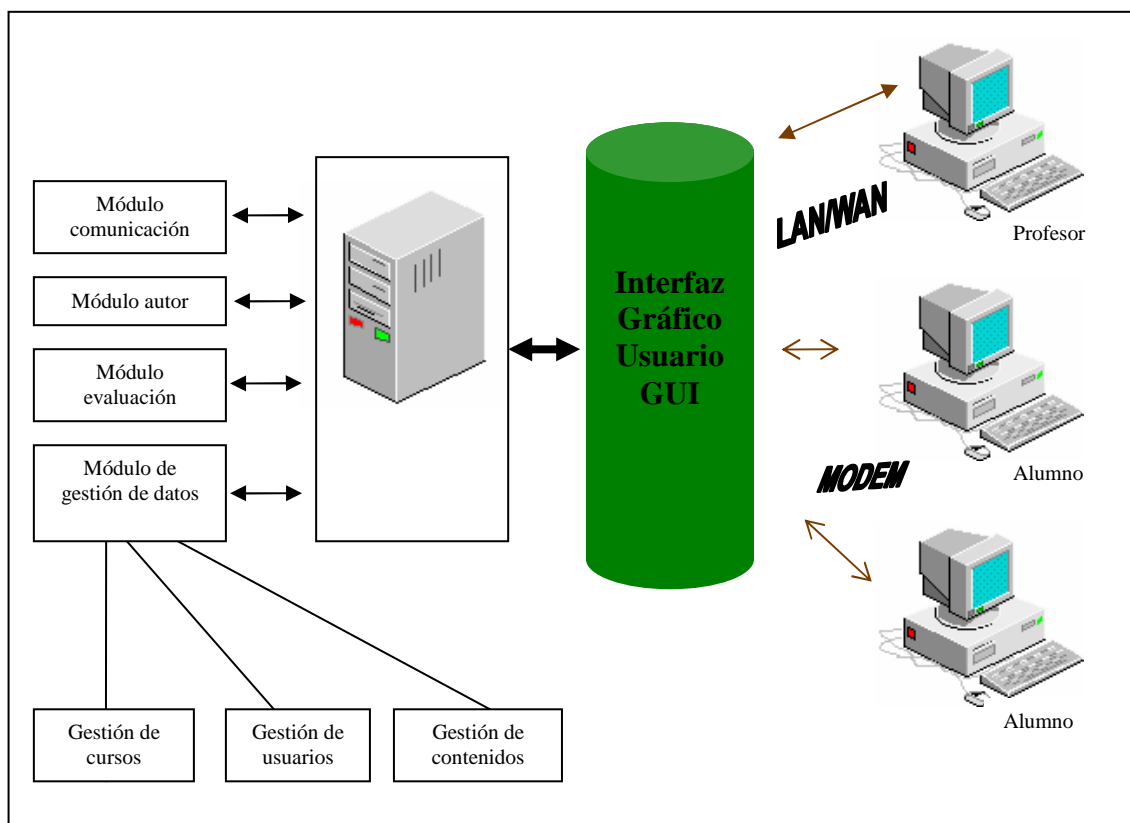 Módulo
comunicación
Módulo autor
Módulo
evaluación
Módulo de
gestión de datos
Gestión de
cursos
Gestión de
usuarios
Gestión de
contenidos
Interfaz
Gráfico
Usuario
GUI
LAN/WAN
MODEM
Profesor
Alumno
Alumno